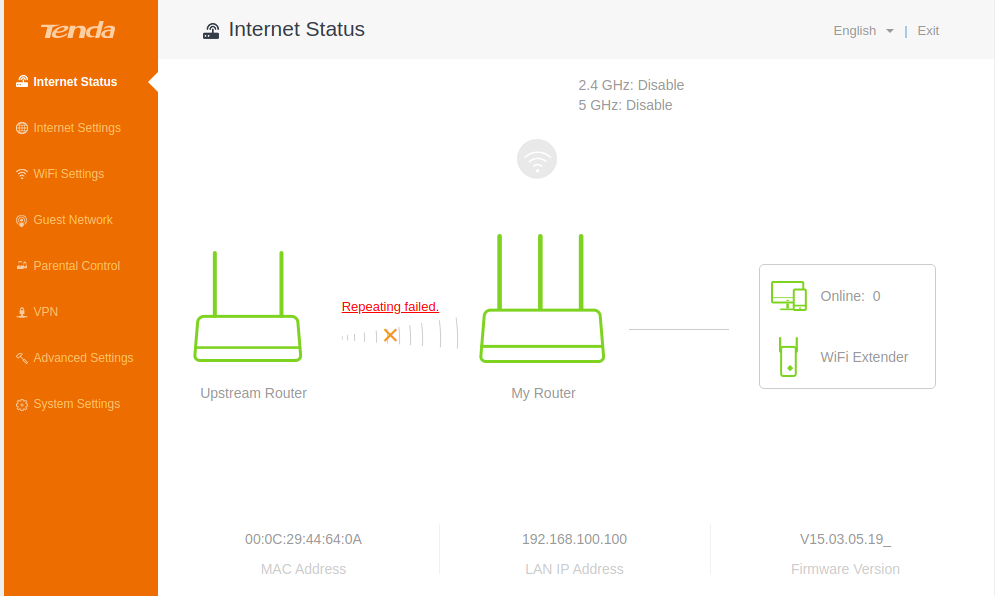 Tenda
Internet Status
English | Exit
Internet Status
Internet Settings
WiFi Settings
Guest Network
Parental Control
VPN
Advanced Settings
System Settings
2.4 GHz: Disable
5 GHz: Disable
Repeating failed.
Upstream Router
My Router
Online: 0
WiFi Extender
00:0C:29:44:64:0A
MAC Address
192.168.100.100
LAN IP Address
V15.03.05.19_
Firmware Version